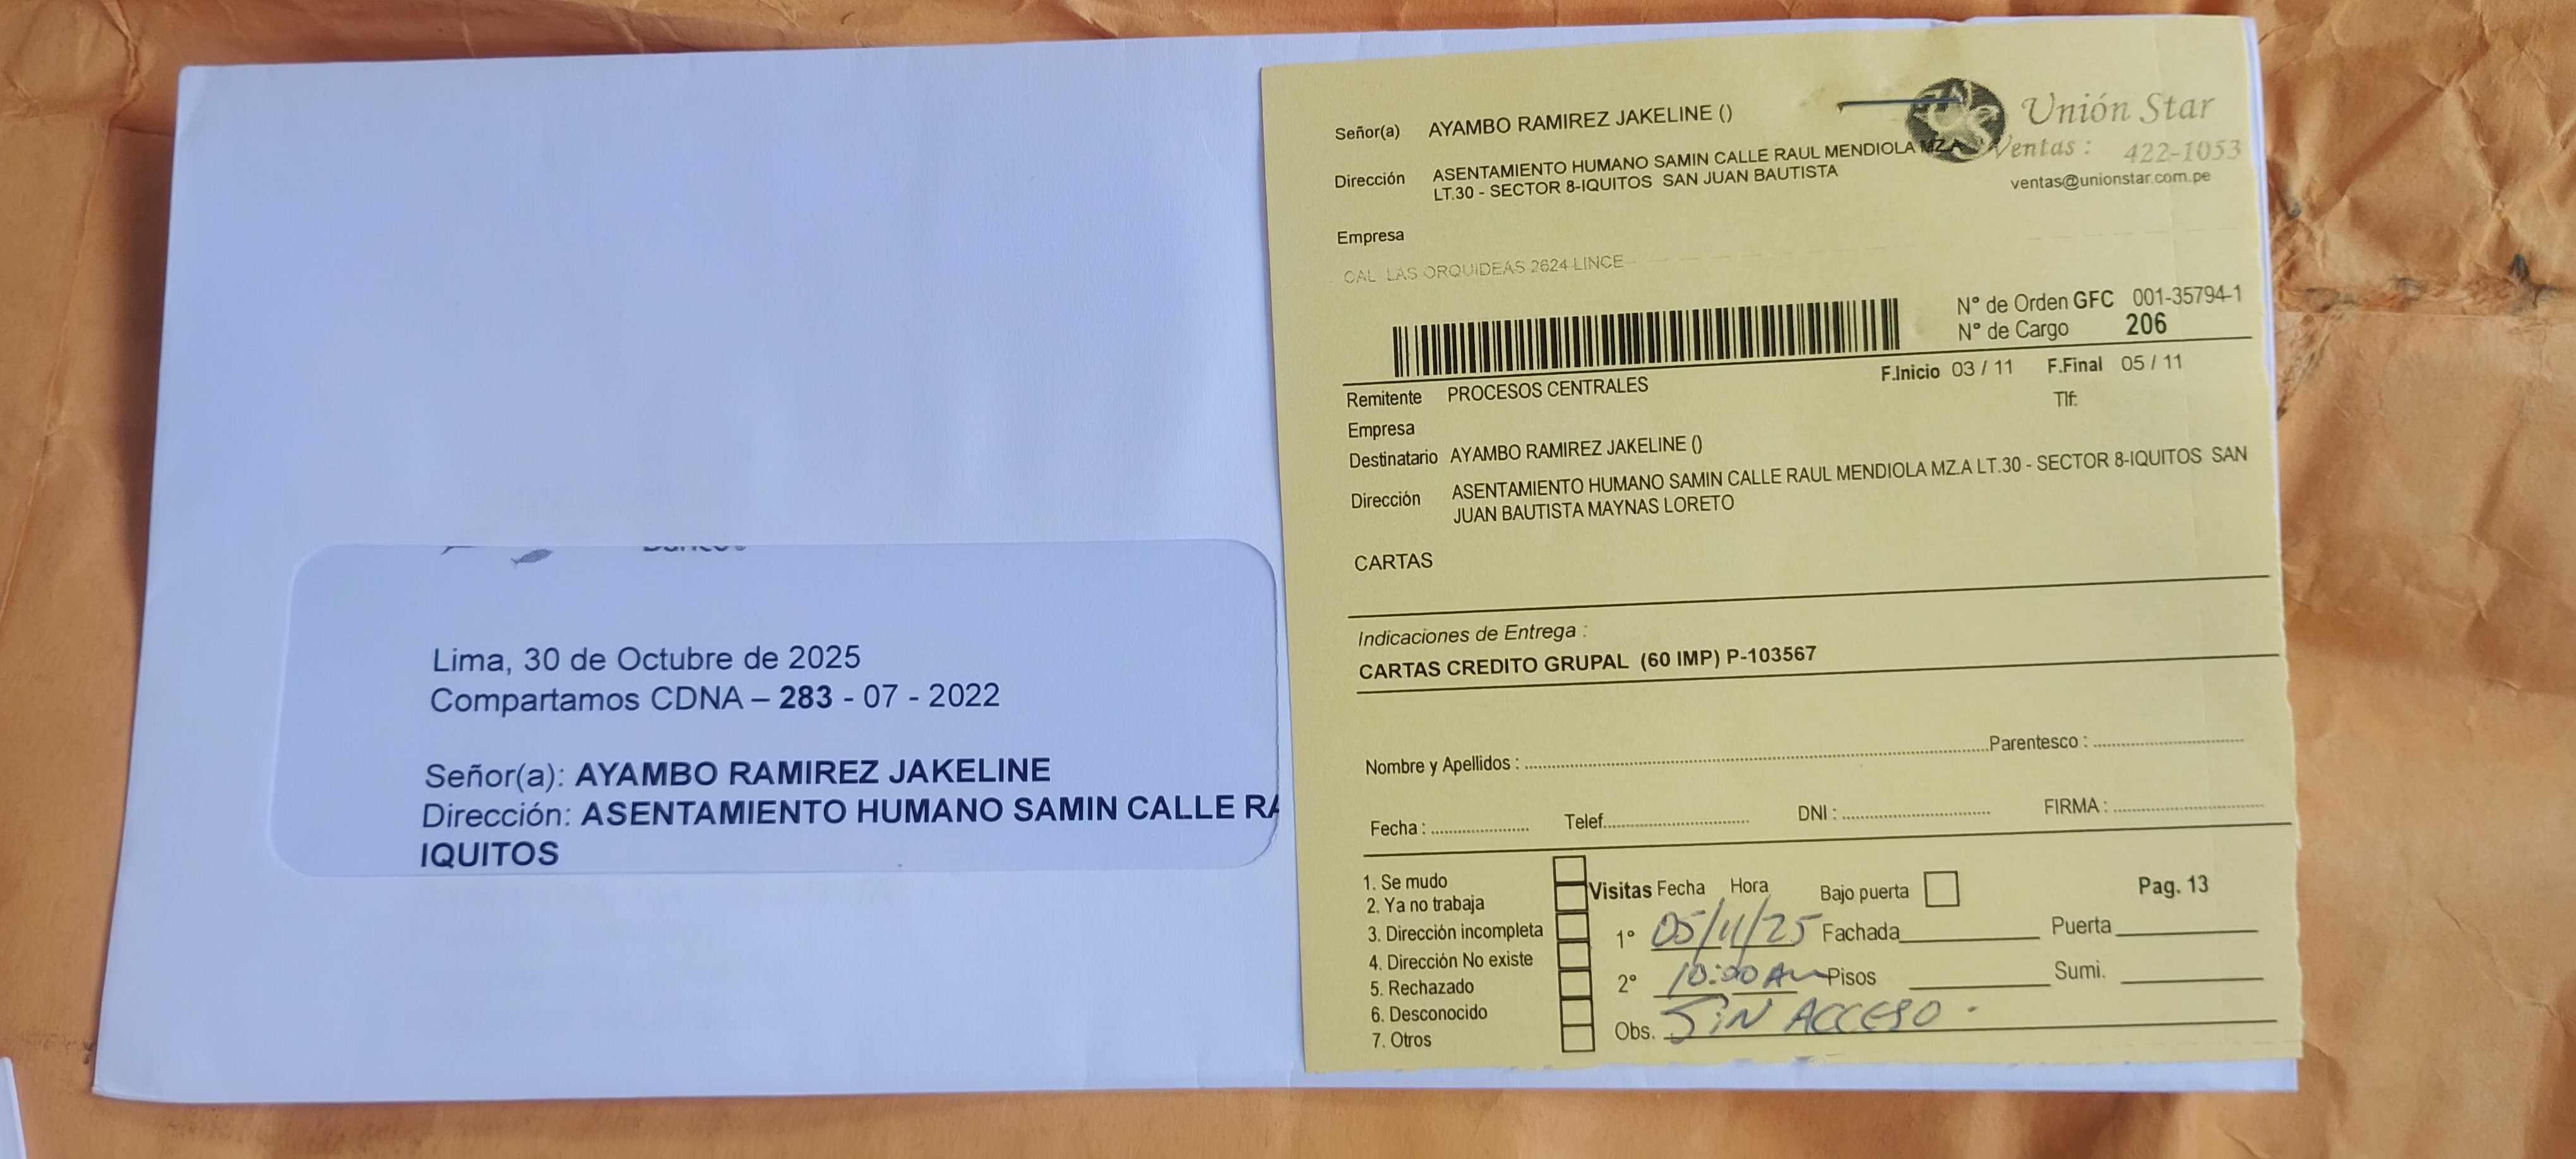 Lima, 30 de Octubre de 2025
Compartamos CDNA – 283 - 07 - 2022
Señor(a): AYAMBO RAMIREZ JAKELINE
Dirección: ASENTAMIENTO HUMANO SAMIN CALLE RA
IQUITOS
Unión Star
Ventas : 422-1053
ventas@unionstar.com.pe
Señor(a) AYAMBO RAMIREZ JAKELINE ()
Dirección ASENTAMIENTO HUMANO SAMIN CALLE RAUL MENDIOLA MZ.A
LT.30 - SECTOR 8-IQUITOS SAN JUAN BAUTISTA
Empresa
CAL LAS ORQUIDEAS 2624 LINCE
N° de Orden GFC 001-35794-1
N° de Cargo 206
F.Inicio 03 / 11 F.Final 05 / 11
Remitente PROCESOS CENTRALES
Tlf:
Empresa
Destinatario AYAMBO RAMIREZ JAKELINE ()
Dirección ASENTAMIENTO HUMANO SAMIN CALLE RAUL MENDIOLA MZ.A LT.30 - SECTOR 8-IQUITOS SAN
JUAN BAUTISTA MAYNAS LORETO
CARTAS
Indicaciones de Entrega :
CARTAS CREDITO GRUPAL (60 IMP) P-103567
Nombre y Apellidos : Parentesco :
Fecha : Telef. DNI : FIRMA :
1. Se mudo
2. Ya no trabaja
3. Dirección incompleta
4. Dirección No existe
5. Rechazado
6. Desconocido
7. Otros
Visitas Fecha Hora Bajo puerta Pag. 13
1° 05/11/25 Fachada Puerta
2° 10:00 Am Pisos Sumi.
Obs. SIN ACCESO -